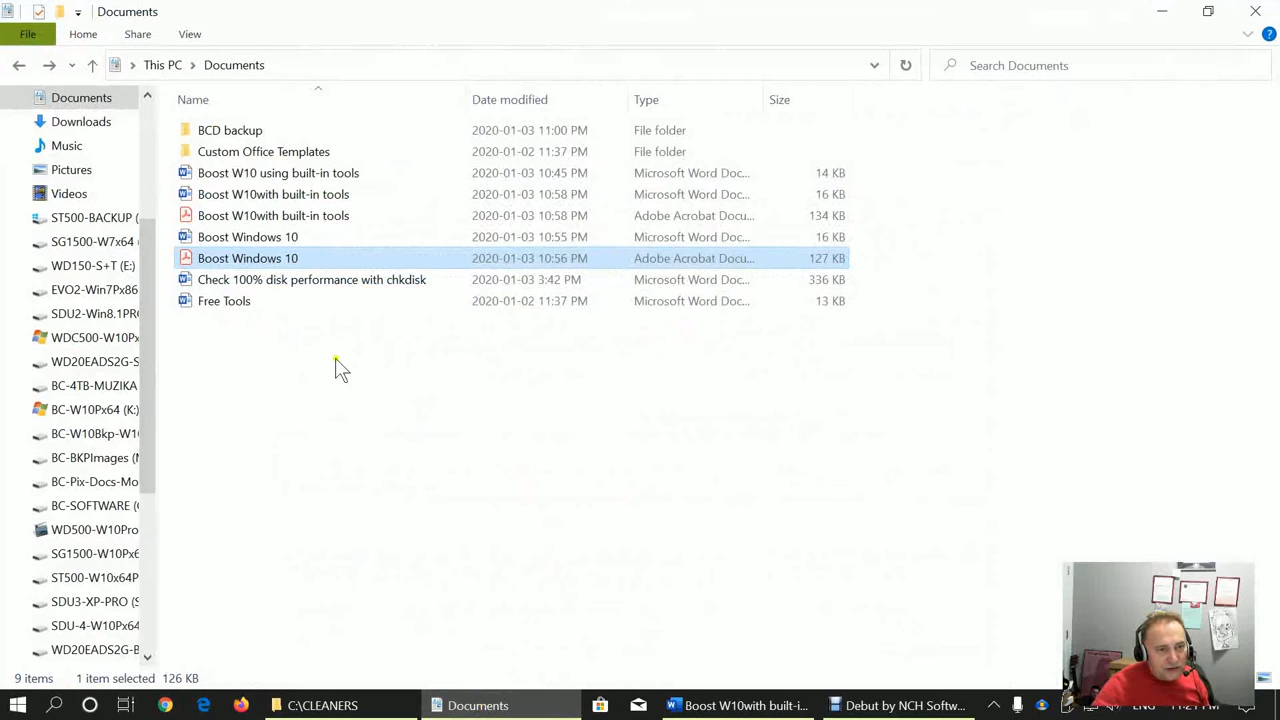 Documents
File Home Share View
This PC Documents Search Documents
Name Date modified Type Size
Documents
Downloads
Music
Pictures
Videos
ST500-BACKUP (
SG1500-W7x64 (
WD150-S+T (E:)
EVO2-Win7Px86
SDU2-Win8.1PRO
WDC500-W10Px
WD20EADS2G-S
BC-4TB-MUZIKA
BC-W10Px64 (K:)
BC-W10Bkp-W10
BC-BKPImages (M
BC-Pix-Docs-Mo
BC-SOFTWARE (
WD500-W10Pro
SG1500-W10Px6
ST500-W10x64P
SDU3-XP-PRO (S
SDU-4-W10Px64
WD20EADS2G-B
BCD backup 2020-01-03 11:00 PM File folder
Custom Office Templates 2020-01-02 11:37 PM File folder
Boost W10 using built-in tools 2020-01-03 10:45 PM Microsoft Word Doc... 14 KB
Boost W10with built-in tools 2020-01-03 10:58 PM Microsoft Word Doc... 16 KB
Boost W10with built-in tools 2020-01-03 10:58 PM Adobe Acrobat Docu... 134 KB
Boost Windows 10 2020-01-03 10:55 PM Microsoft Word Doc... 16 KB
Boost Windows 10 2020-01-03 10:56 PM Adobe Acrobat Docu... 127 KB
Check 100% disk performance with chkdisk 2020-01-03 3:42 PM Microsoft Word Doc... 336 KB
Free Tools 2020-01-02 11:37 PM Microsoft Word Doc... 13 KB
9 items 1 item selected 126 KB
C:\CLEANERS Documents Boost W10with built-i... Debut by NCH Softw... ENG